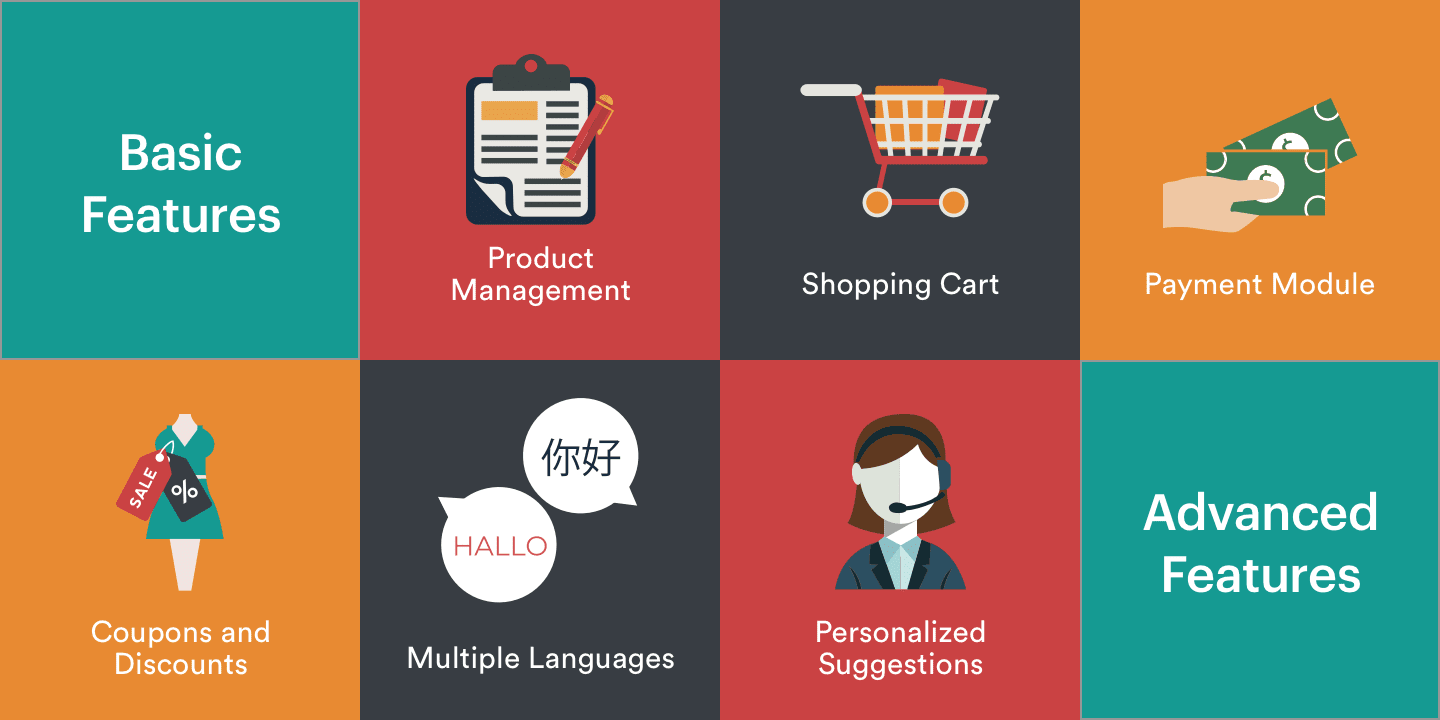 Basic
Features
Product
Management
Shopping Cart
$
$
Payment Module
SALE
%
Coupons and
Discounts
你好
HALLO
Multiple Languages
Personalized
Suggestions
Advanced
Features